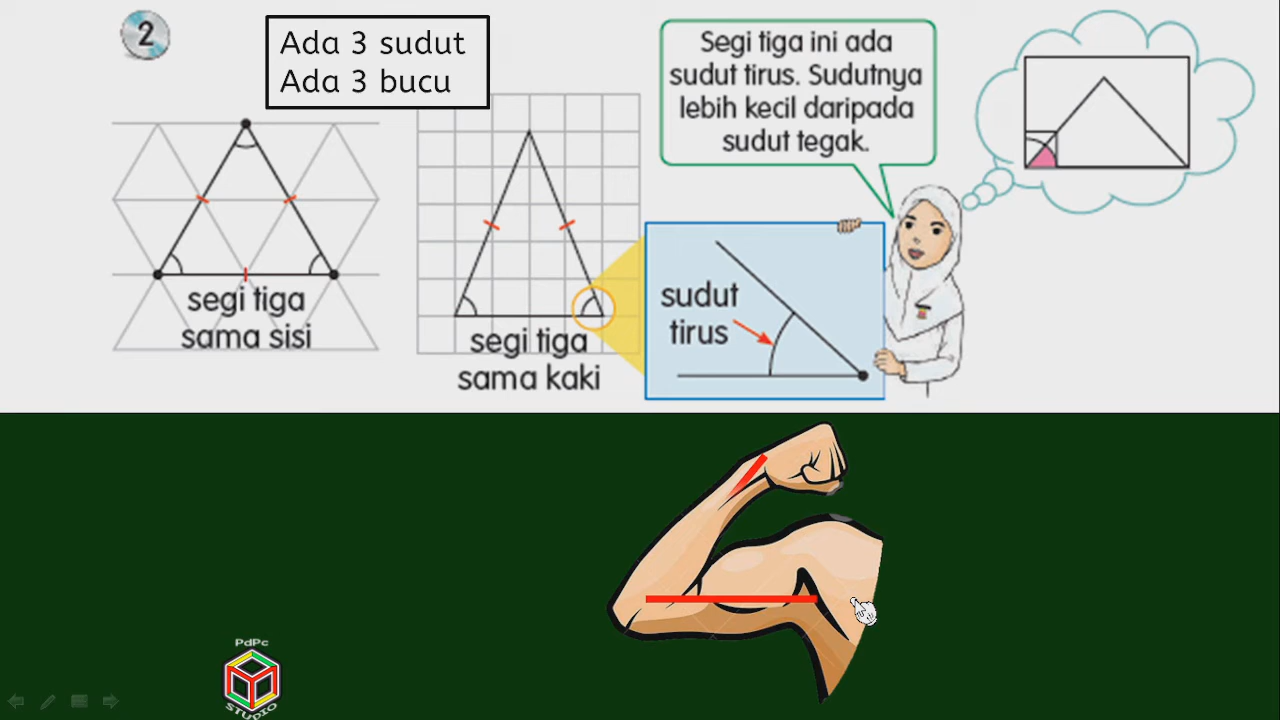 2
Ada 3 sudut
Ada 3 bucu
Segi tiga ini ada
sudut tirus. Sudutnya
lebih kecil daripada
sudut tegak.
segi tiga
sama sisi
segi tiga
sama kaki
sudut
tirus
PdPc
STUDIO